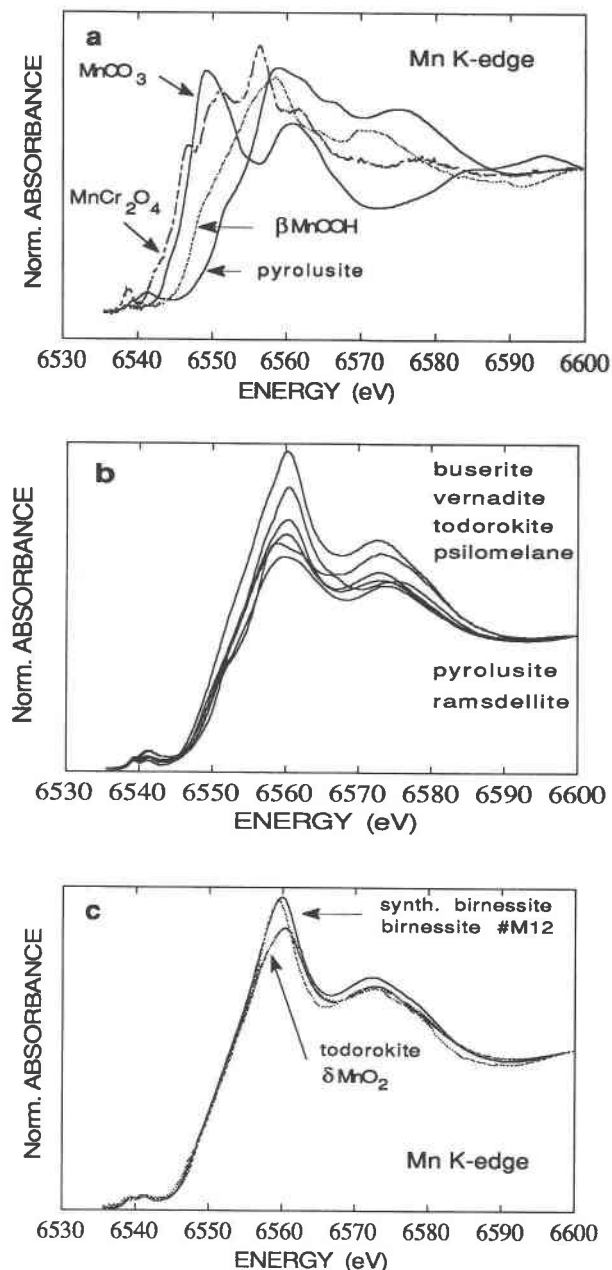 a
Mn K-edge
MnCO3
MnCr2O4
βMnOOH
pyrolusite
Norm. ABSORBANCE
6530 6540 6550 6560 6570 6580 6590 6600
ENERGY (eV)
b
buserite
vernadite
todorokite
psilomelane
pyrolusite
ramsdellite
Norm. ABSORBANCE
6530 6540 6550 6560 6570 6580 6590 6600
ENERGY (eV)
c
synth. birnessite
birnessite #M12
todorokite
δMnO2
Mn K-edge
Norm. ABSORBANCE
6530 6540 6550 6560 6570 6580 6590 6600
ENERGY (eV)